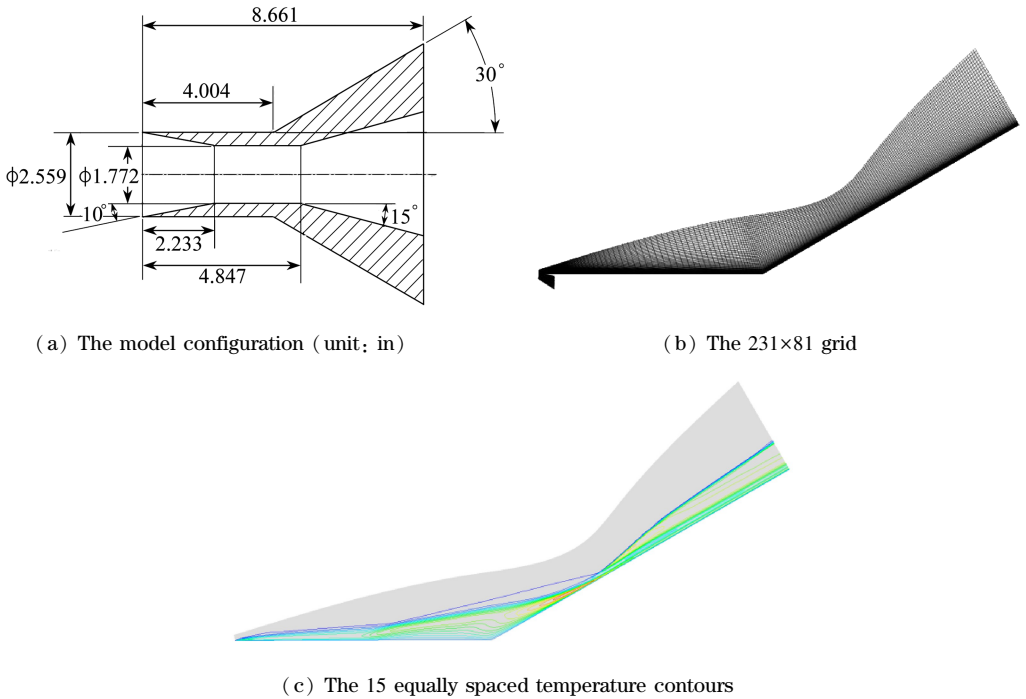 8.661
30°
4.004
ϕ2.559
ϕ1.772
10°
15°
2.233
4.847
(a) The model configuration (unit: in)
(b) The 231×81 grid
(c) The 15 equally spaced temperature contours